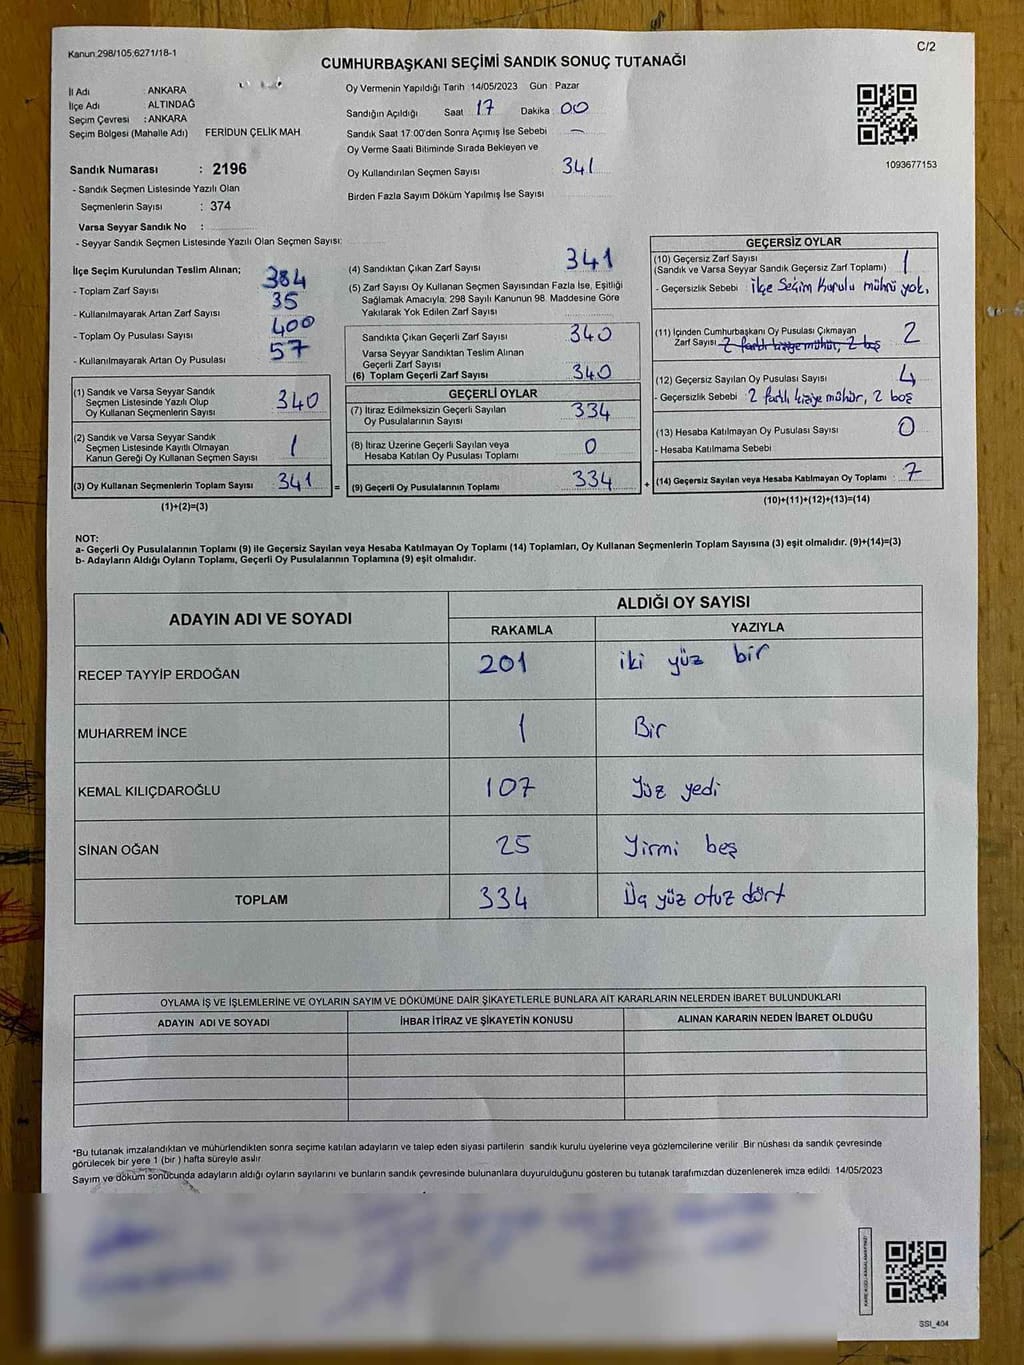 Kanun:298/105;6271/18-1
C/2
CUMHURBAŞKANI SEÇİMİ SANDIK SONUÇ TUTANAĞI
İl Adı : ANKARA
İlçe Adı : ALTINDAĞ
Seçim Çevresi : ANKARA
Seçim Bölgesi (Mahalle Adı) FERİDUN ÇELİK MAH
Sandık Numarası : 2196
- Sandık Seçmen Listesinde Yazılı Olan
Seçmenlerin Sayısı : 374
Varsa Seyyar Sandık No :
- Seyyar Sandık Seçmen Listesinde Yazılı Olan Seçmen Sayısı:
Oy Vermenin Yapıldığı Tarih 14/05/2023 Gün Pazar
Sandığın Açıldığı Saat 17 Dakika 00
Sandık Saat 17:00'den Sonra Açımış İse Sebebi —
Oy Verme Saati Bitiminde Sırada Bekleyen ve
Oy Kullandırılan Seçmen Sayısı 341
Birden Fazla Sayım Döküm Yapılmış İse Sayısı
1093677153
İlçe Seçim Kurulundan Teslim Alınan;
- Toplam Zarf Sayısı 384
- Kullanılmayarak Artan Zarf Sayısı 35
- Toplam Oy Pusulası Sayısı 400
- Kullanılmayarak Artan Oy Pusulası 57
(1) Sandık ve Varsa Seyyar Sandık
Seçmen Listesinde Yazılı Olup
Oy Kullanan Seçmenlerin Sayısı 340
(2) Sandık ve Varsa Seyyar Sandık
Seçmen Listesinde Kayıtlı Olmayan
Kanun Gereği Oy Kullanan Seçmen Sayısı 1
(3) Oy Kullanan Seçmenlerin Toplam Sayısı 341 =
(1)+(2)=(3)
(4) Sandıktan Çıkan Zarf Sayısı 341
(5) Zarf Sayısı Oy Kullanan Seçmen Sayısından Fazla İse, Eşitliği
Sağlamak Amacıyla; 298 Sayılı Kanunun 98. Maddesine Göre
Yakılarak Yok Edilen Zarf Sayısı
Sandıkta Çıkan Geçerli Zarf Sayısı 340
Varsa Seyyar Sandıktan Teslim Alınan
Geçerli Zarf Sayısı
(6) Toplam Geçerli Zarf Sayısı 340
GEÇERLİ OYLAR
(7) İtiraz Edilmeksizin Geçerli Sayılan
Oy Pusulalarının Sayısı 334
(8) İtiraz Üzerine Geçerli Sayılan veya
Hesaba Katılan Oy Pusulası Toplamı 0
(9) Geçerli Oy Pusulalarının Toplamı 334 +
GEÇERSİZ OYLAR
(10) Geçersiz Zarf Sayısı
(Sandık ve Varsa Seyyar Sandık Geçersiz Zarf Toplamı) 1
- Geçersizlik Sebebi : ilçe Seçim Kurulu mührü yok.
(11) İçinden Cumhurbaşkanı Oy Pusulası Çıkmayan
Zarf Sayısı 2 farklı kişiye mühür, 2 boş 2
(12) Geçersiz Sayılan Oy Pusulası Sayısı 4
- Geçersizlik Sebebi : 2 farklı kişiye mühür, 2 boş
(13) Hesaba Katılmayan Oy Pusulası Sayısı 0
- Hesaba Katılmama Sebebi
(14) Geçersiz Sayılan veya Hesaba Katılmayan Oy Toplamı : 7
(10)+(11)+(12)+(13)=(14)
NOT:
a- Geçerli Oy Pusulalarının Toplamı (9) ile Geçersiz Sayılan veya Hesaba Katılmayan Oy Toplamı (14) Toplamları, Oy Kullanan Seçmenlerin Toplam Sayısına (3) eşit olmalıdır. (9)+(14)=(3)
b- Adayların Aldığı Oyların Toplamı, Geçerli Oy Pusulalarının Toplamına (9) eşit olmalıdır.
ADAYIN ADI VE SOYADI
ALDIĞI OY SAYISI
RAKAMLA YAZIYLA
RECEP TAYYİP ERDOĞAN 201 iki yüz bir
MUHARREM İNCE 1 Bir
KEMAL KILIÇDAROĞLU 107 Yüz yedi
SİNAN OĞAN 25 Yirmi beş
TOPLAM 334 Üç yüz otuz dört
OYLAMA İŞ VE İŞLEMLERİNE VE OYLARIN SAYIM VE DÖKÜMÜNE DAİR ŞİKAYETLERLE BUNLARA AİT KARARLARIN NELERDEN İBARET BULUNDUKLARI
ADAYIN ADI VE SOYADI İHBAR İTİRAZ VE ŞİKAYETİN KONUSU ALINAN KARARIN NEDEN İBARET OLDUĞU
*Bu tutanak imzalandıktan ve mühürlendikten sonra seçime katılan adayların ve talep eden siyasi partilerin sandık kurulu üyelerine veya gözlemcilerine verilir. Bir nüshası da sandık çevresinde
görülecek bir yere 1 (bir ) hafta süreyle asılır.
Sayım ve döküm sonucunda adayların aldığı oyların sayılarını ve bunların sandık çevresinde bulunanlara duyurulduğunu gösteren bu tutanak tarafımızdan düzenlenerek imza edildi. 14/05/2023
SSI_404